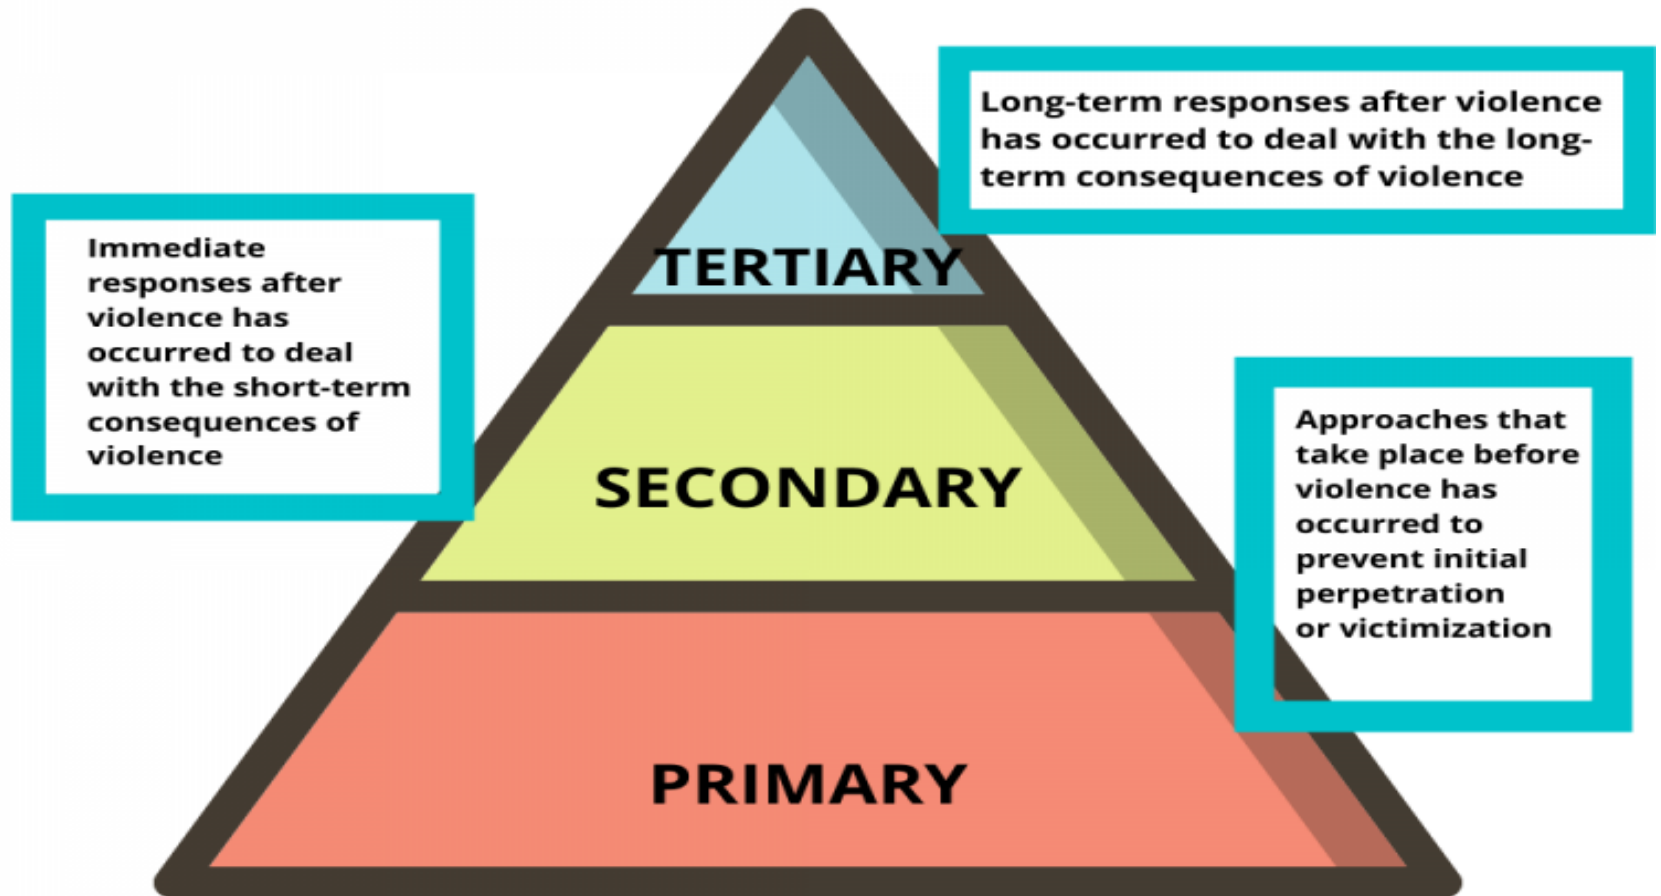 Long-term responses after violence
has occurred to deal with the long-
term consequences of violence
TERTIARY
Immediate
responses after
violence has
occurred to deal
with the short-term
consequences of
violence
SECONDARY
Approaches that
take place before
violence has
occurred to
prevent initial
perpetration
or victimization
PRIMARY